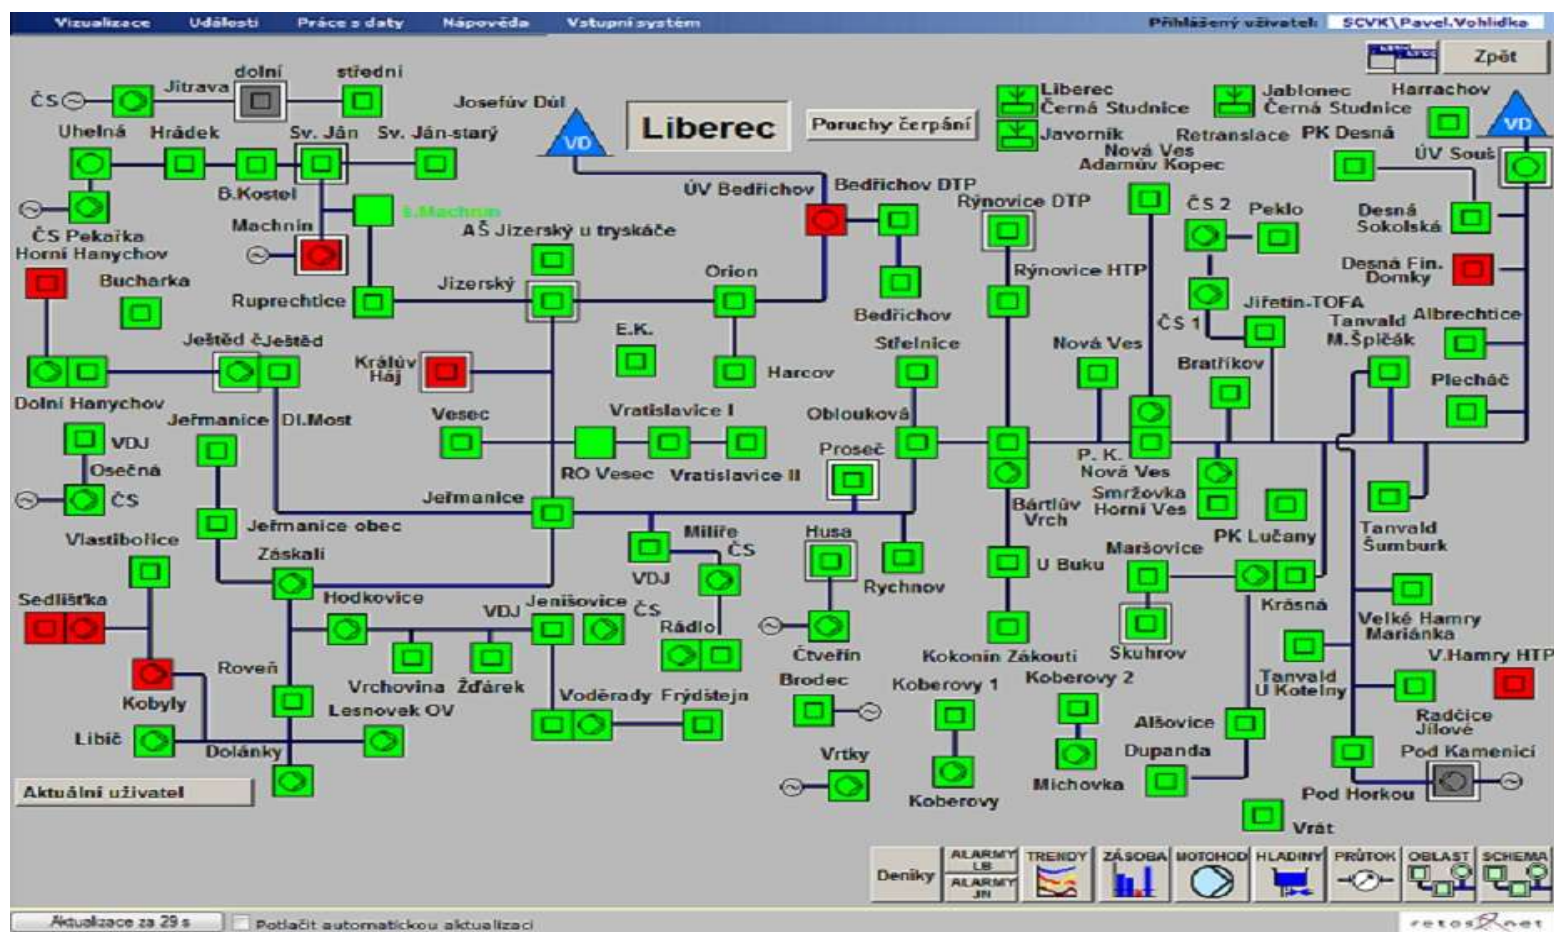 Vizualizace Události Práce s daty Nápověda Vstupní systém Přihlášený uživatel: SCVK\Pavel.Vohlidka
Zpět
dolní střední
Jítrava
ČS
Josefův Důl
VD
Liberec
Poruchy čerpání
Liberec
Černá Studnice
Jablonec
Černá Studnice
Harrachov
VD
Javorník
Retranslace
PK Desná
ÚV Souš
Uhelná Hrádek Sv. Ján Sv. Ján-starý
Nová Ves
Adamův Kopec
B.Kostel
ÚV Bedřichov
Bedřichov DTP
Rýnovice DTP
ČS 2 Peklo
Desná
Sokolská
ČS Pekařka
Machnín
š.Machnín
AŠ Jizerský u tryskáče
Horní Hanychov
Bucharka
Ruprechtice
Jizerský
Orion
Bedřichov
Rýnovice HTP
Desná Fin.
Domky
ČS 1
Jiřetín-TOFA
Tanvald
M.Špičák
Albrechtice
Ještěd č Ještěd
Králův
Háj
E.K.
Harcov
Střelnice
Nová Ves
Bratříkov
Plecháč
Dolní Hanychov
Jeřmanice Dl.Most
Vesec
Vratislavice I
Oblouková
VDJ
Osečná
ČS
RO Vesec Vratislavice II
Proseč
P. K.
Nová Ves
Jeřmanice
Bártlův
Vrch
Smržovka
Horní Ves
PK Lučany
Tanvald
Šumburk
Jeřmanice obec
Vlastibořice
Záskalí
Milíře
ČS
VDJ
Husa
Rychnov
U Buku
Maršovice
Krásná
Velké Hamry
Mariánka
Sedlišťka
Hodkovice
VDJ Jenišovice ČS
Rádlo
Čtveřín
Kokonín Zákoutí
Skuhrov
Tanvald
U Kotelny
V.Hamry HTP
Kobyly
Roveň
Vrchovina Žďárek
Voděrady Frýdštejn
Brodec
Koberovy 1
Koberovy 2
Radčice
Jílové
Libíč
Dolánky
Lesnovek OV
Alšovice
Dupanda
Pod Kamenicí
Vrtky
Koberovy
Michovka
Pod Horkou
Vrát
Aktuální uživatel
Deníky
ALARMY
LB
ALARMY
JN
TRENDY ZÁSOBA MOTOHOD HLADINY PRŮTOK OBLAST SCHEMA
Aktualizace za 29 s Potlačit automatickou aktualizaci
retos net